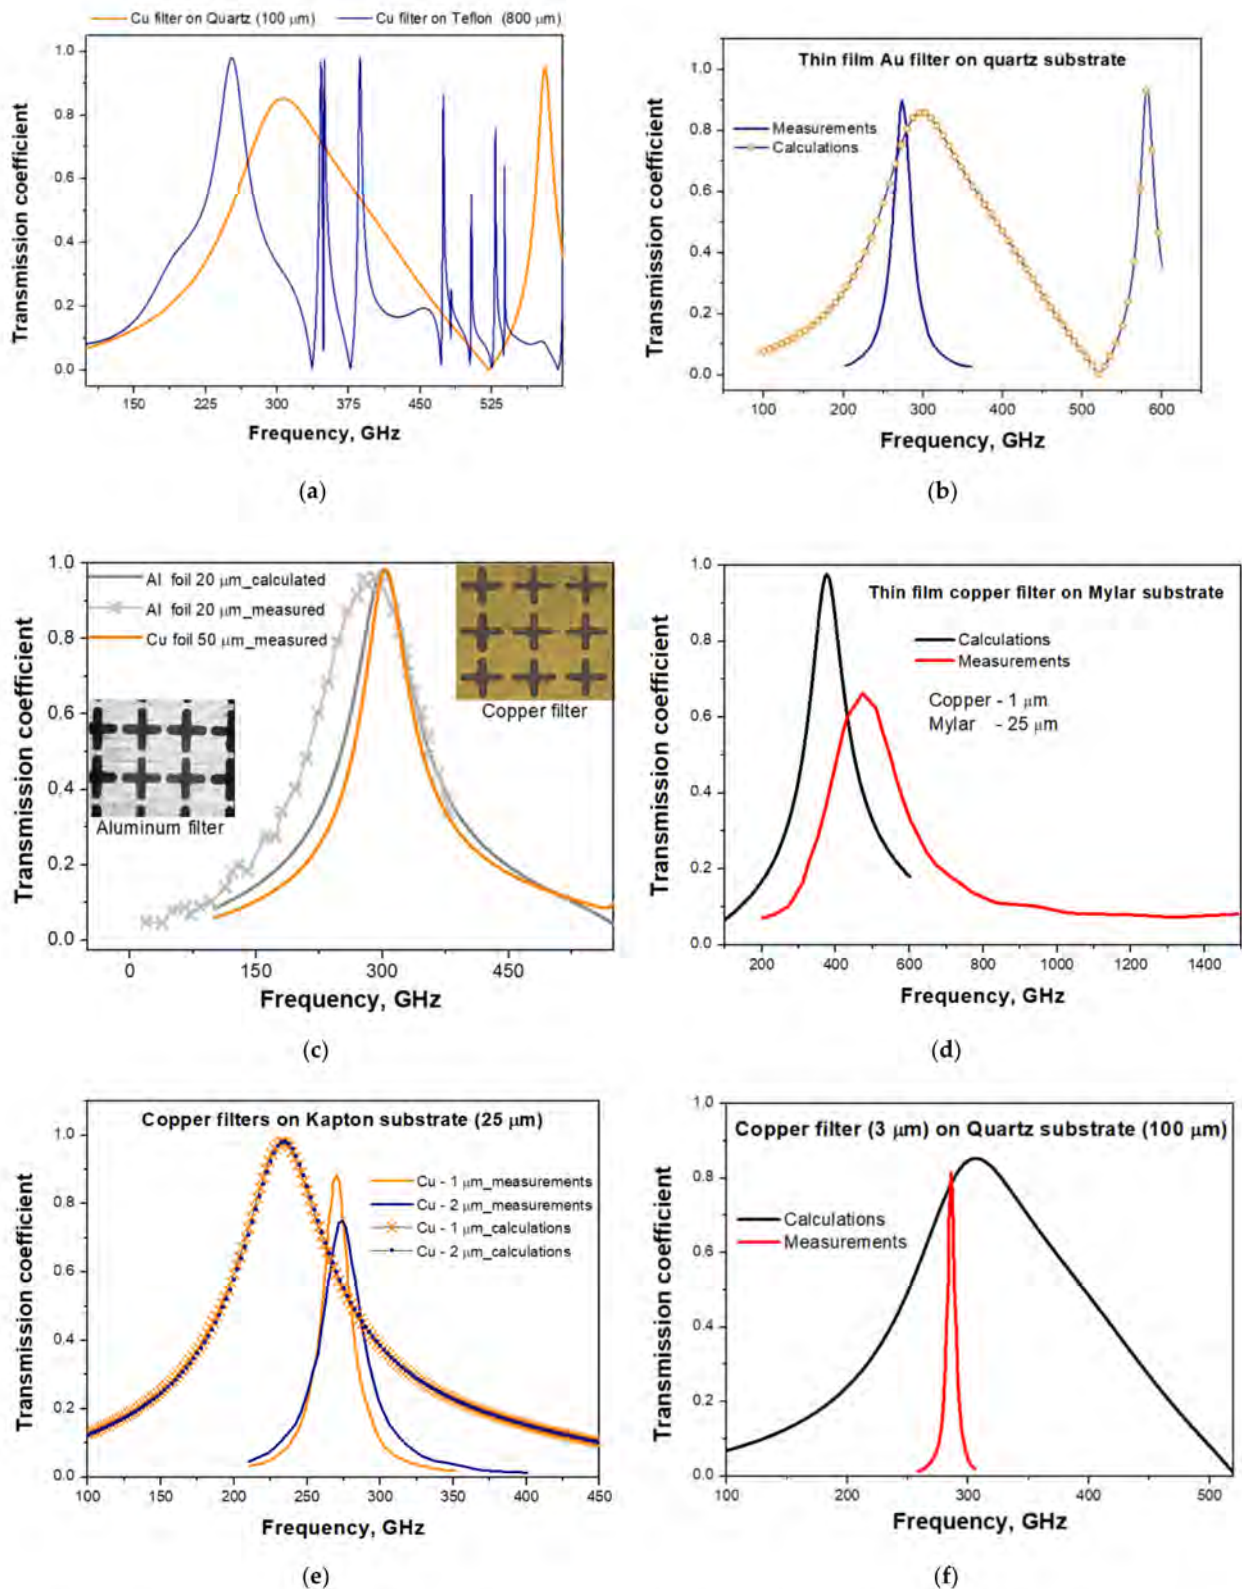 Cu filter on Quartz (100 μm) Cu filter on Teflon (800 μm)
1.0
0.8
0.6
0.4
0.2
0.0
Transmission coefficient
150 225 300 375 450 525
Frequency, GHz
(a)
Thin film Au filter on quartz substrate
Measurements
Calculations
1.0
0.8
0.6
0.4
0.2
0.0
Transmission coefficient
100 200 300 400 500 600
Frequency, GHz
(b)
Al foil 20 μm_calculated
Al foil 20 μm_measured
Cu foil 50 μm_measured
Copper filter
Aluminum filter
1.0
0.8
0.6
0.4
0.2
0.0
Transmission coefficient
0 150 300 450
Frequency, GHz
(c)
Thin film copper filter on Mylar substrate
Calculations
Measurements
Copper - 1 μm
Mylar - 25 μm
1.0
0.8
0.6
0.4
0.2
0.0
Transmission coefficient
200 400 600 800 1000 1200 1400
Frequency, GHz
(d)
Copper filters on Kapton substrate (25 μm)
Cu - 1 μm_measurements
Cu - 2 μm_measurements
Cu - 1 μm_calculations
Cu - 2 μm_calculations
1.0
0.8
0.6
0.4
0.2
0.0
Transmission coefficient
100 150 200 250 300 350 400 450
Frequency, GHz
(e)
Copper filter (3 μm) on Quartz substrate (100 μm)
Calculations
Measurements
1.0
0.8
0.6
0.4
0.2
0.0
Transmission coefficient
100 200 300 400 500
Frequency, GHz
(f)